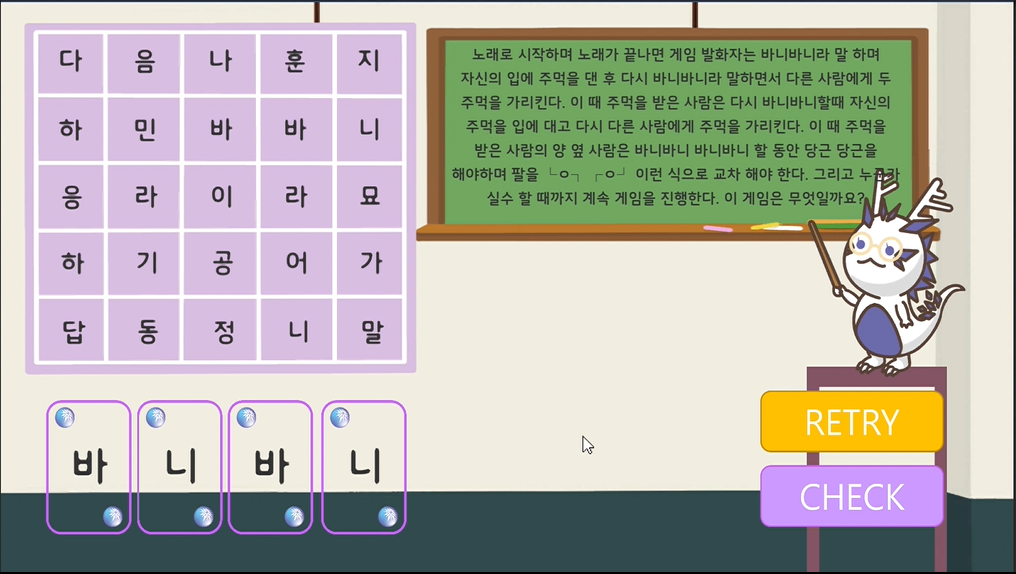 다 음 나 훈 지
하 민 바 바 니
응 라 이 라 묘
하 기 공 어 가
답 동 정 니 말
노래로 시작하며 노래가 끝나면 게임 발화자는 바니바니라 말 하며
자신의 입에 주먹을 댄 후 다시 바니바니라 말하면서 다른 사람에게 두
주먹을 가리킨다. 이 때 주먹을 받은 사람은 다시 바니바니할때 자신의
주먹을 입에 대고 다시 다른 사람에게 주먹을 가리킨다. 이 때 주먹을
받은 사람의 양 옆 사람은 바니바니 바니바니 할 동안 당근 당근을
해야하며 팔을 └ㅇ┐ ┌ㅇ┘ 이런 식으로 교차 해야 한다. 그리고 누군가
실수 할 때까지 계속 게임을 진행한다. 이 게임은 무엇일까요?
바 니 바 니
RETRY
CHECK